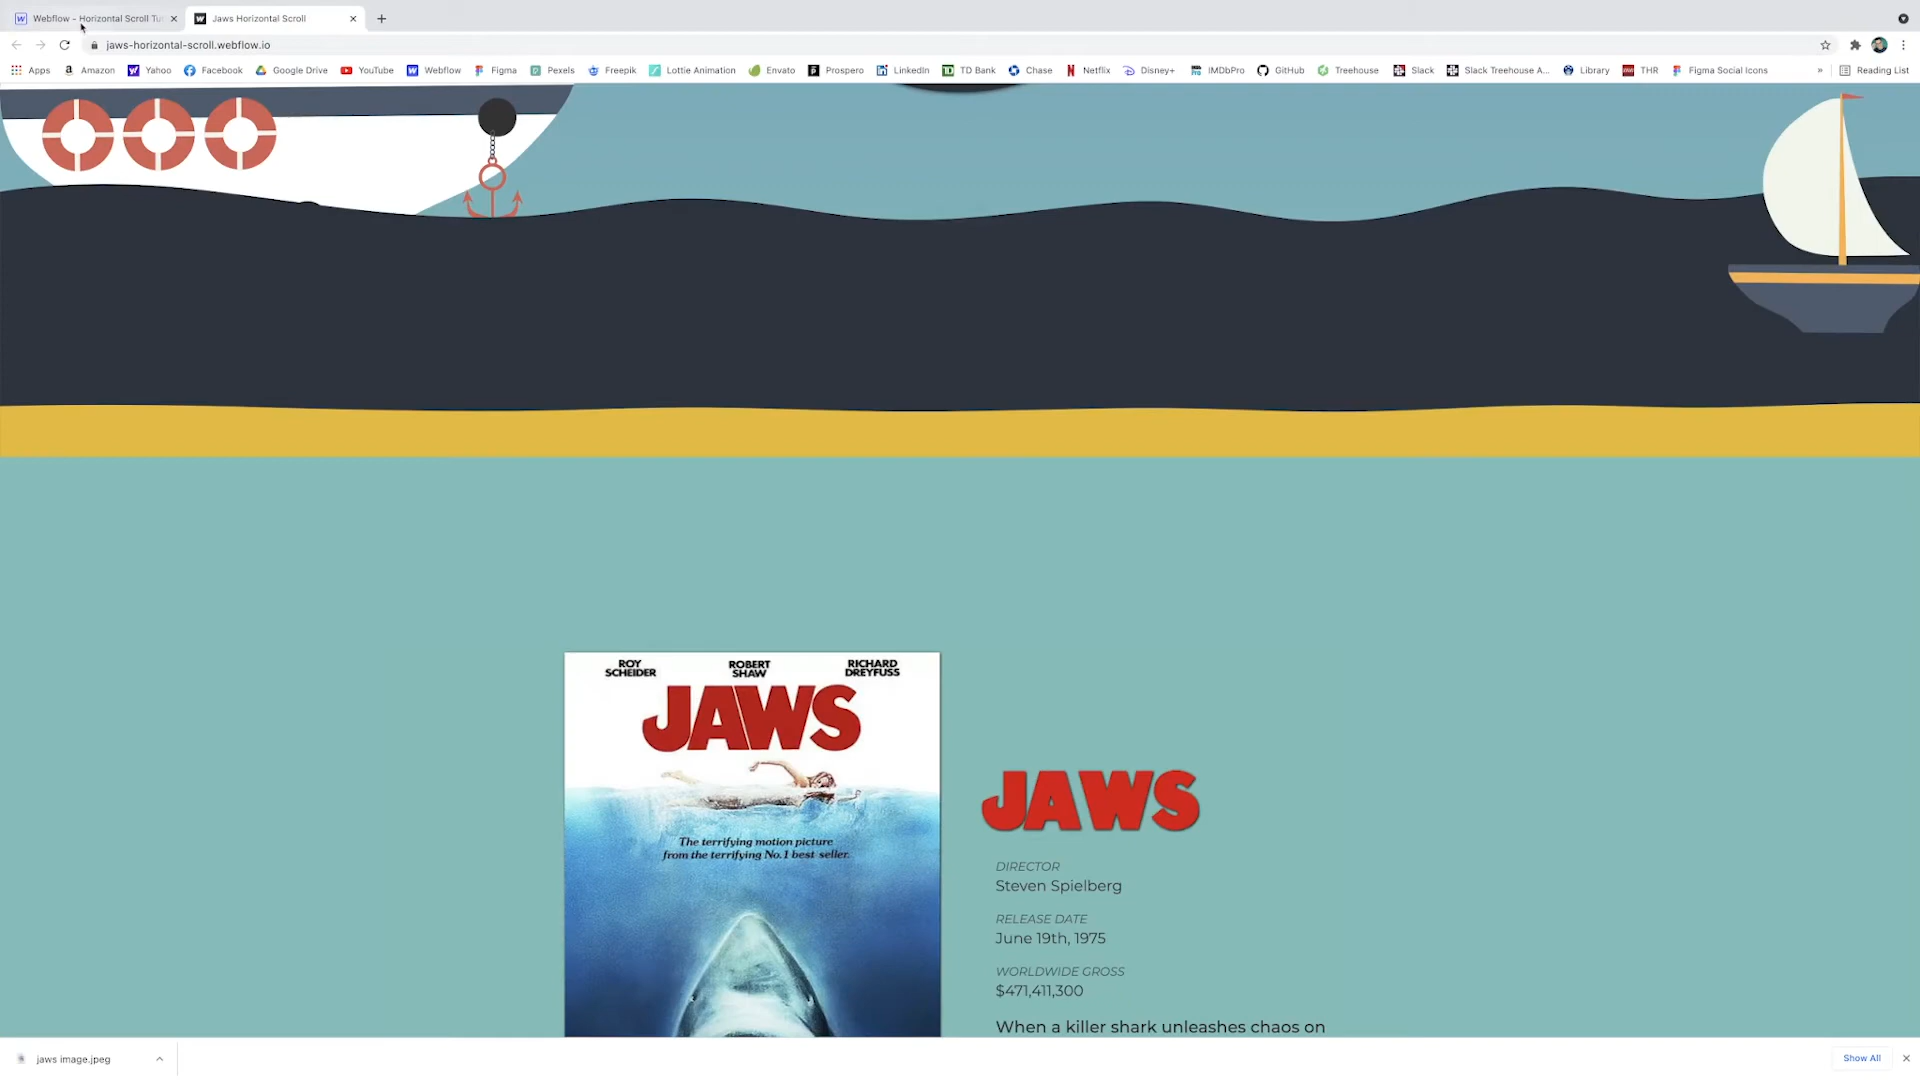 Webflow - Horizontal Scroll Tu
Jaws Horizontal Scroll
jaws-horizontal-scroll.webflow.io
Apps
Amazon
Yahoo
Facebook
Google Drive
YouTube
Webflow
Figma
Pexels
Freepik
Lottie Animation
Envato
Prospero
LinkedIn
TD Bank
Chase
Netflix
Disney+
IMDbPro
GitHub
Treehouse
Slack
Slack Treehouse A...
Library
THR
Figma Social Icons
»
Reading List
ROY SCHEIDER
ROBERT SHAW
RICHARD DREYFUSS
JAWS
The terrifying motion picture
from the terrifying No. 1 best seller.
JAWS
DIRECTOR
Steven Spielberg
RELEASE DATE
June 19th, 1975
WORLDWIDE GROSS
$471,411,300
When a killer shark unleashes chaos on
jaws image.jpeg
Show All